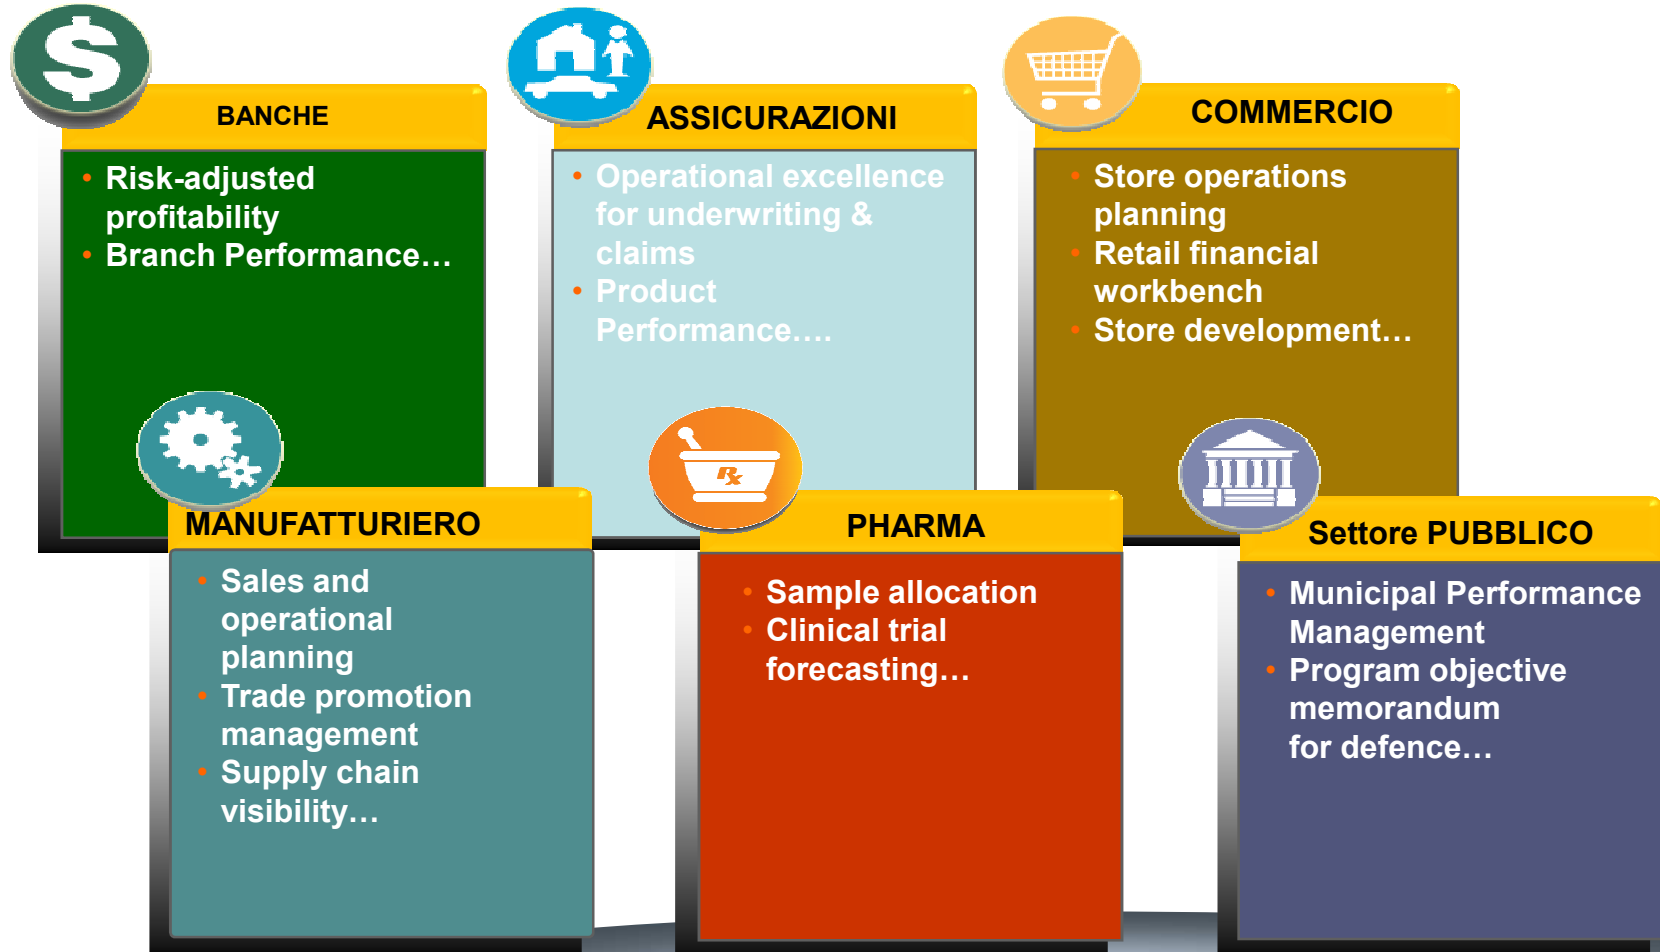 BANCHE
• Risk-adjusted
profitability
• Branch Performance…
ASSICURAZIONI
• Operational excellence
for underwriting &
claims
• Product
Performance….
COMMERCIO
• Store operations
planning
• Retail financial
workbench
• Store development…
MANUFATTURIERO
• Sales and
operational
planning
• Trade promotion
management
• Supply chain
visibility…
PHARMA
Rx
• Sample allocation
• Clinical trial
forecasting…
Settore PUBBLICO
• Municipal Performance
Management
• Program objective
memorandum
for defence…